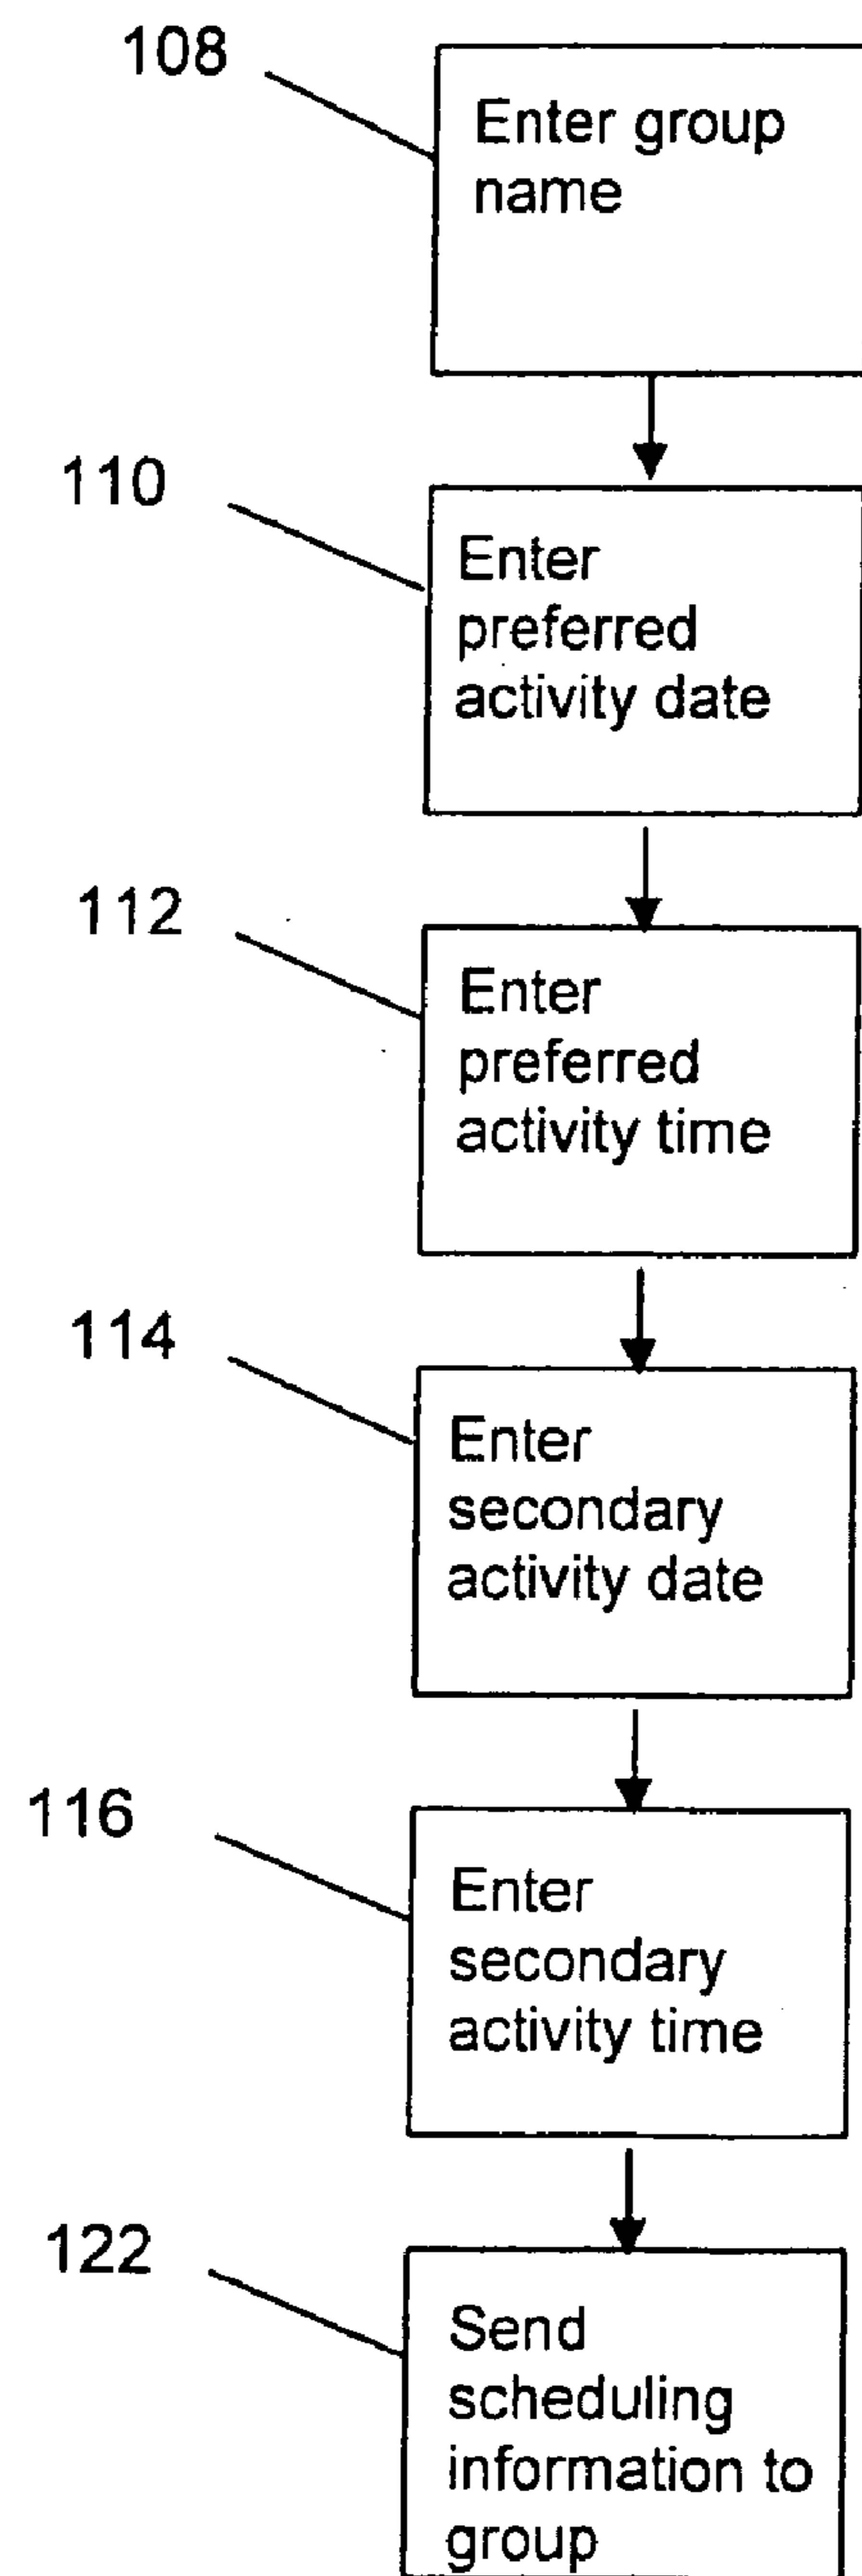 108
Enter group
name
110
Enter
preferred
activity date
112
Enter
preferred
activity time
114
Enter
secondary
activity date
116
Enter
secondary
activity time
122
Send
scheduling
information to
group